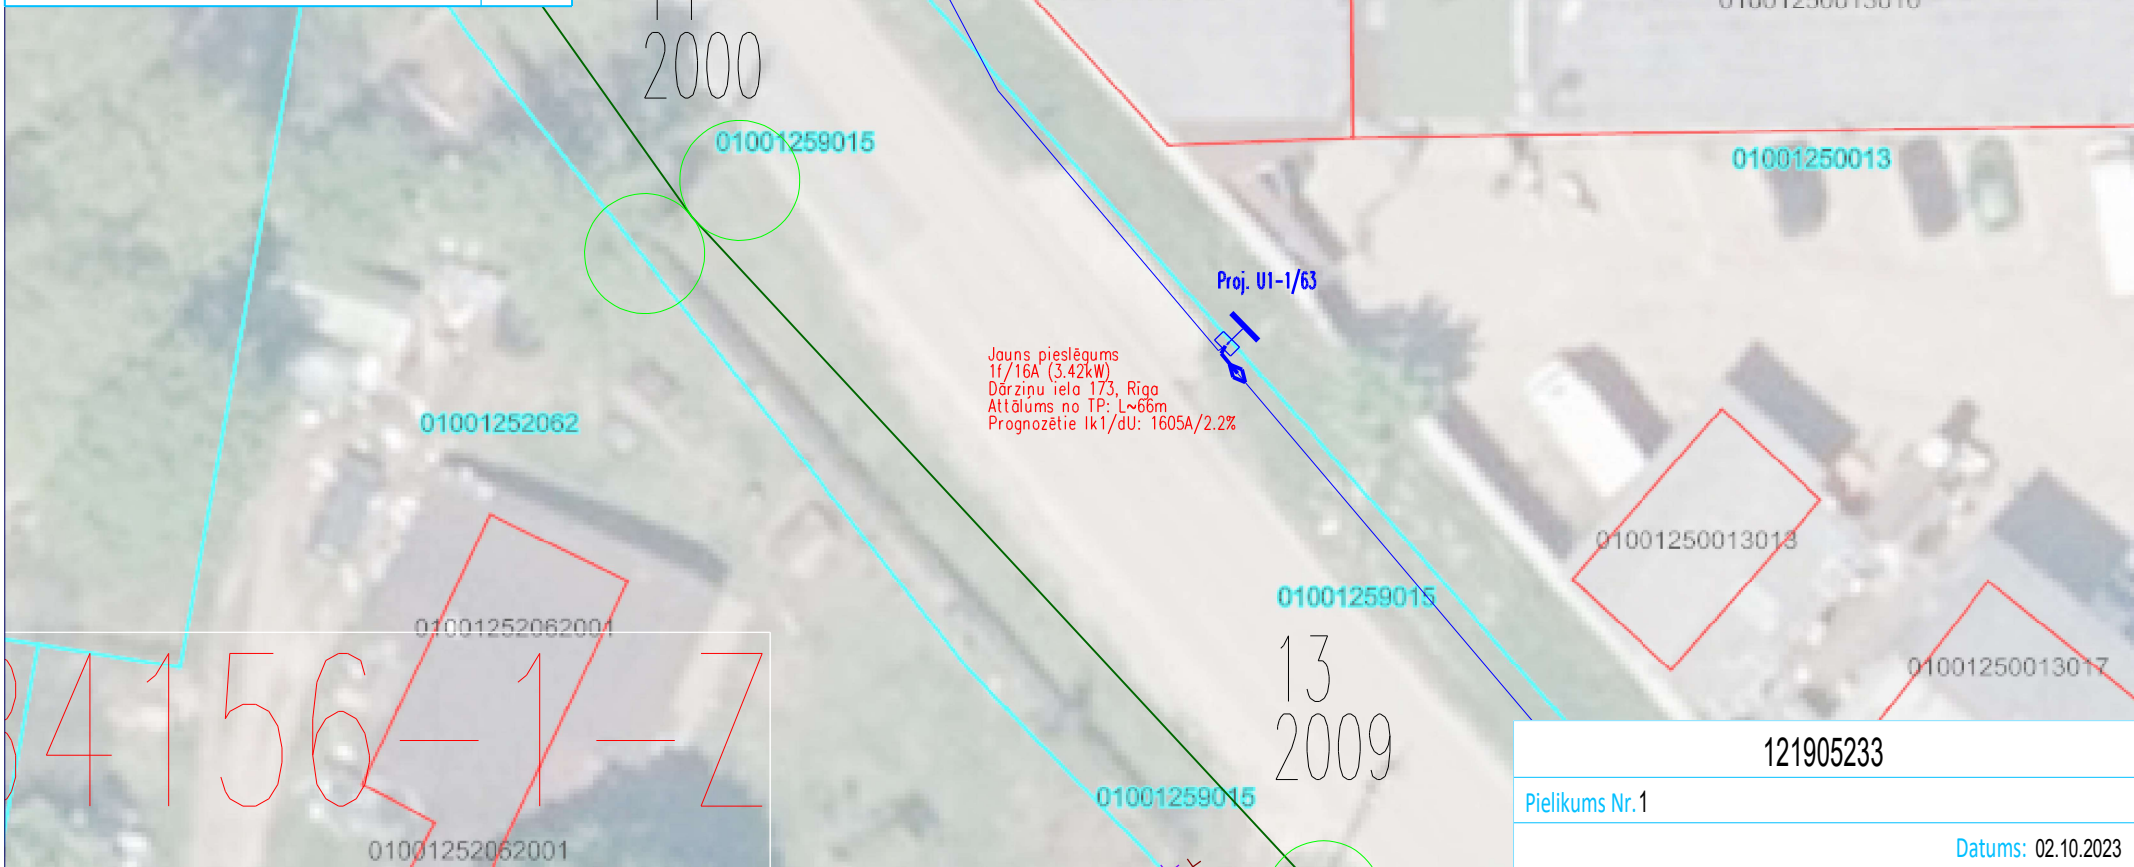 2000
01001259015
01001250013
Proj. U1-1/63
Jauns pieslēgums
1f/16A (3.42kW)
Dārziņu iela 173, Rīga
Attālums no TP: L~66m
Prognozētie Ik1/dU: 1605A/2.2%
01001252062
01001250013013
01001259015
01001252062001
13
2009
01001250013017
4156-1-Z
121905233
01001259015
Pielikums Nr. 1
01001252062001
Datums: 02.10.2023